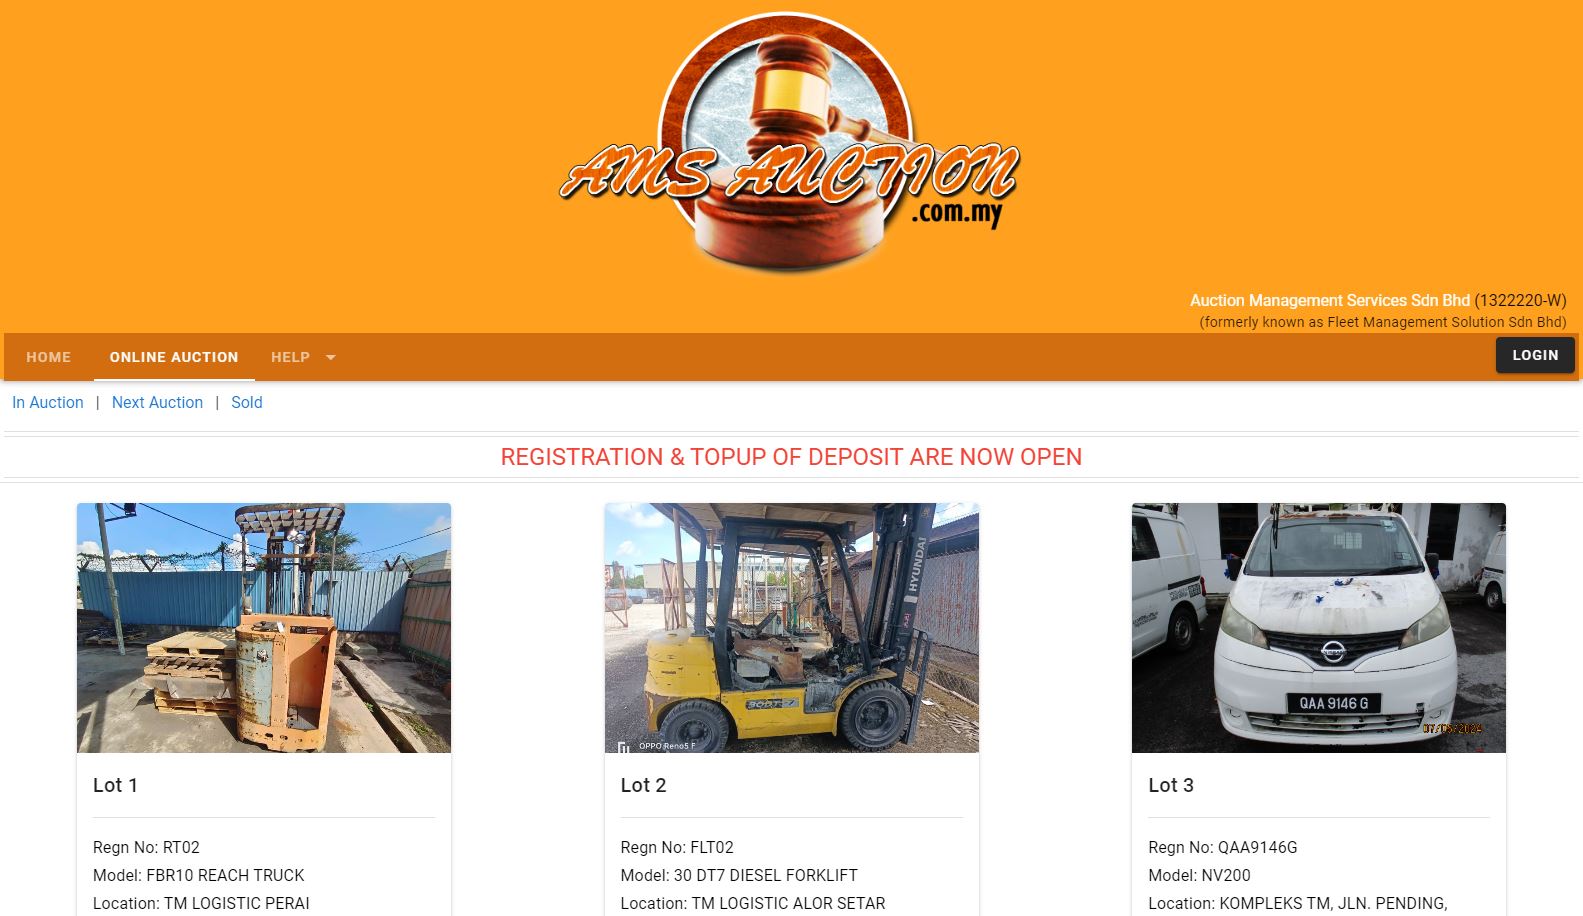 AMS AUCTION
.com.my
Auction Management Services Sdn Bhd (1322220-W)
(formerly known as Fleet Management Solution Sdn Bhd)
HOME ONLINE AUCTION HELP LOGIN
In Auction | Next Auction | Sold
REGISTRATION & TOPUP OF DEPOSIT ARE NOW OPEN
HYUNDAI
30DT-7
OPPO Reno5 F
NISSAN
QAA 9146 G
07/05/2024
Lot 1
Regn No: RT02
Model: FBR10 REACH TRUCK
Location: TM LOGISTIC PERAI
Lot 2
Regn No: FLT02
Model: 30 DT7 DIESEL FORKLIFT
Location: TM LOGISTIC ALOR SETAR
Lot 3
Regn No: QAA9146G
Model: NV200
Location: KOMPLEKS TM, JLN. PENDING,